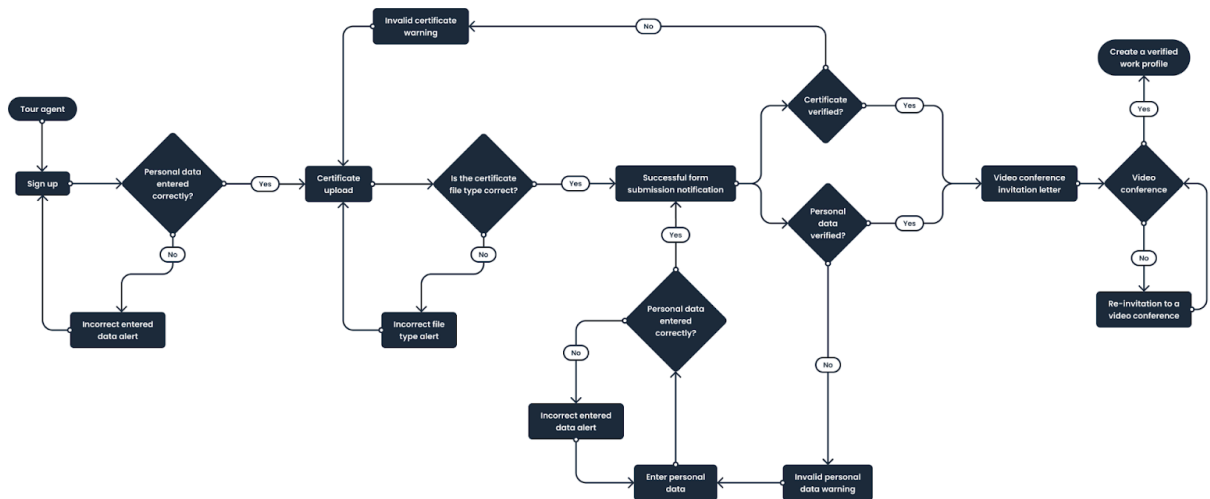 Invalid certificate
warning
No
Create a verified
work profile
Tour agent
Certificate
verified?
Yes
Yes
Sign up
Personal data
entered
correctly?
Yes
Certificate
upload
Is the certificate
file type correct?
Yes
Successful form
submission notification
Video conference
invitation letter
Video
conference
Personal
data
verified?
Yes
Yes
No
No
No
Re-invitation to a
video conference
Incorrect entered
data alert
Incorrect file
type alert
Personal data
entered
correctly?
No
No
Incorrect entered
data alert
Enter personal
data
Invalid personal
data warning